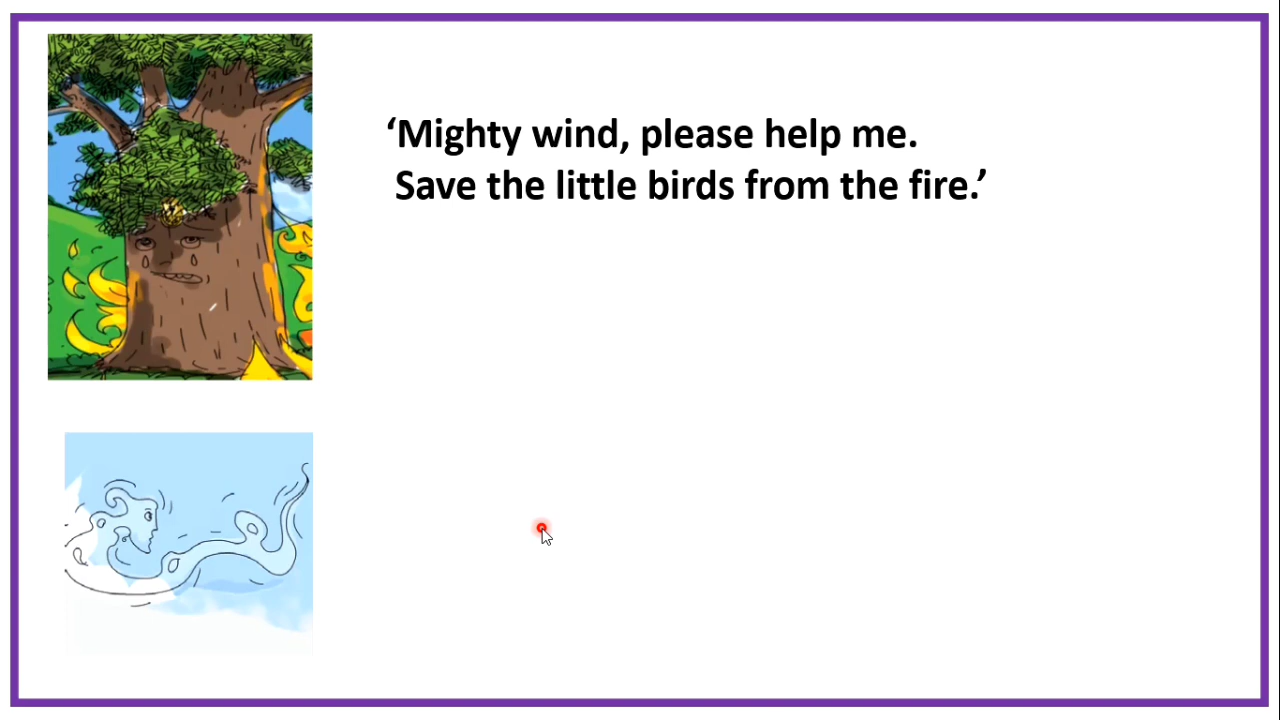 ‘Mighty wind, please help me.
Save the little birds from the fire.’